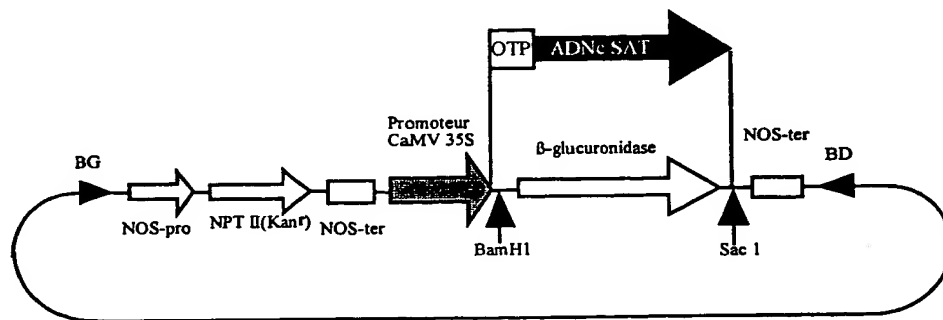 OTP
ADNc SAT
Promoteur
CaMV 35S
NOS-ter
BG
ß-glucuronidase
BD
NOS-pro
NPT II(Kanr)
NOS-ter
BamH1
Sac 1